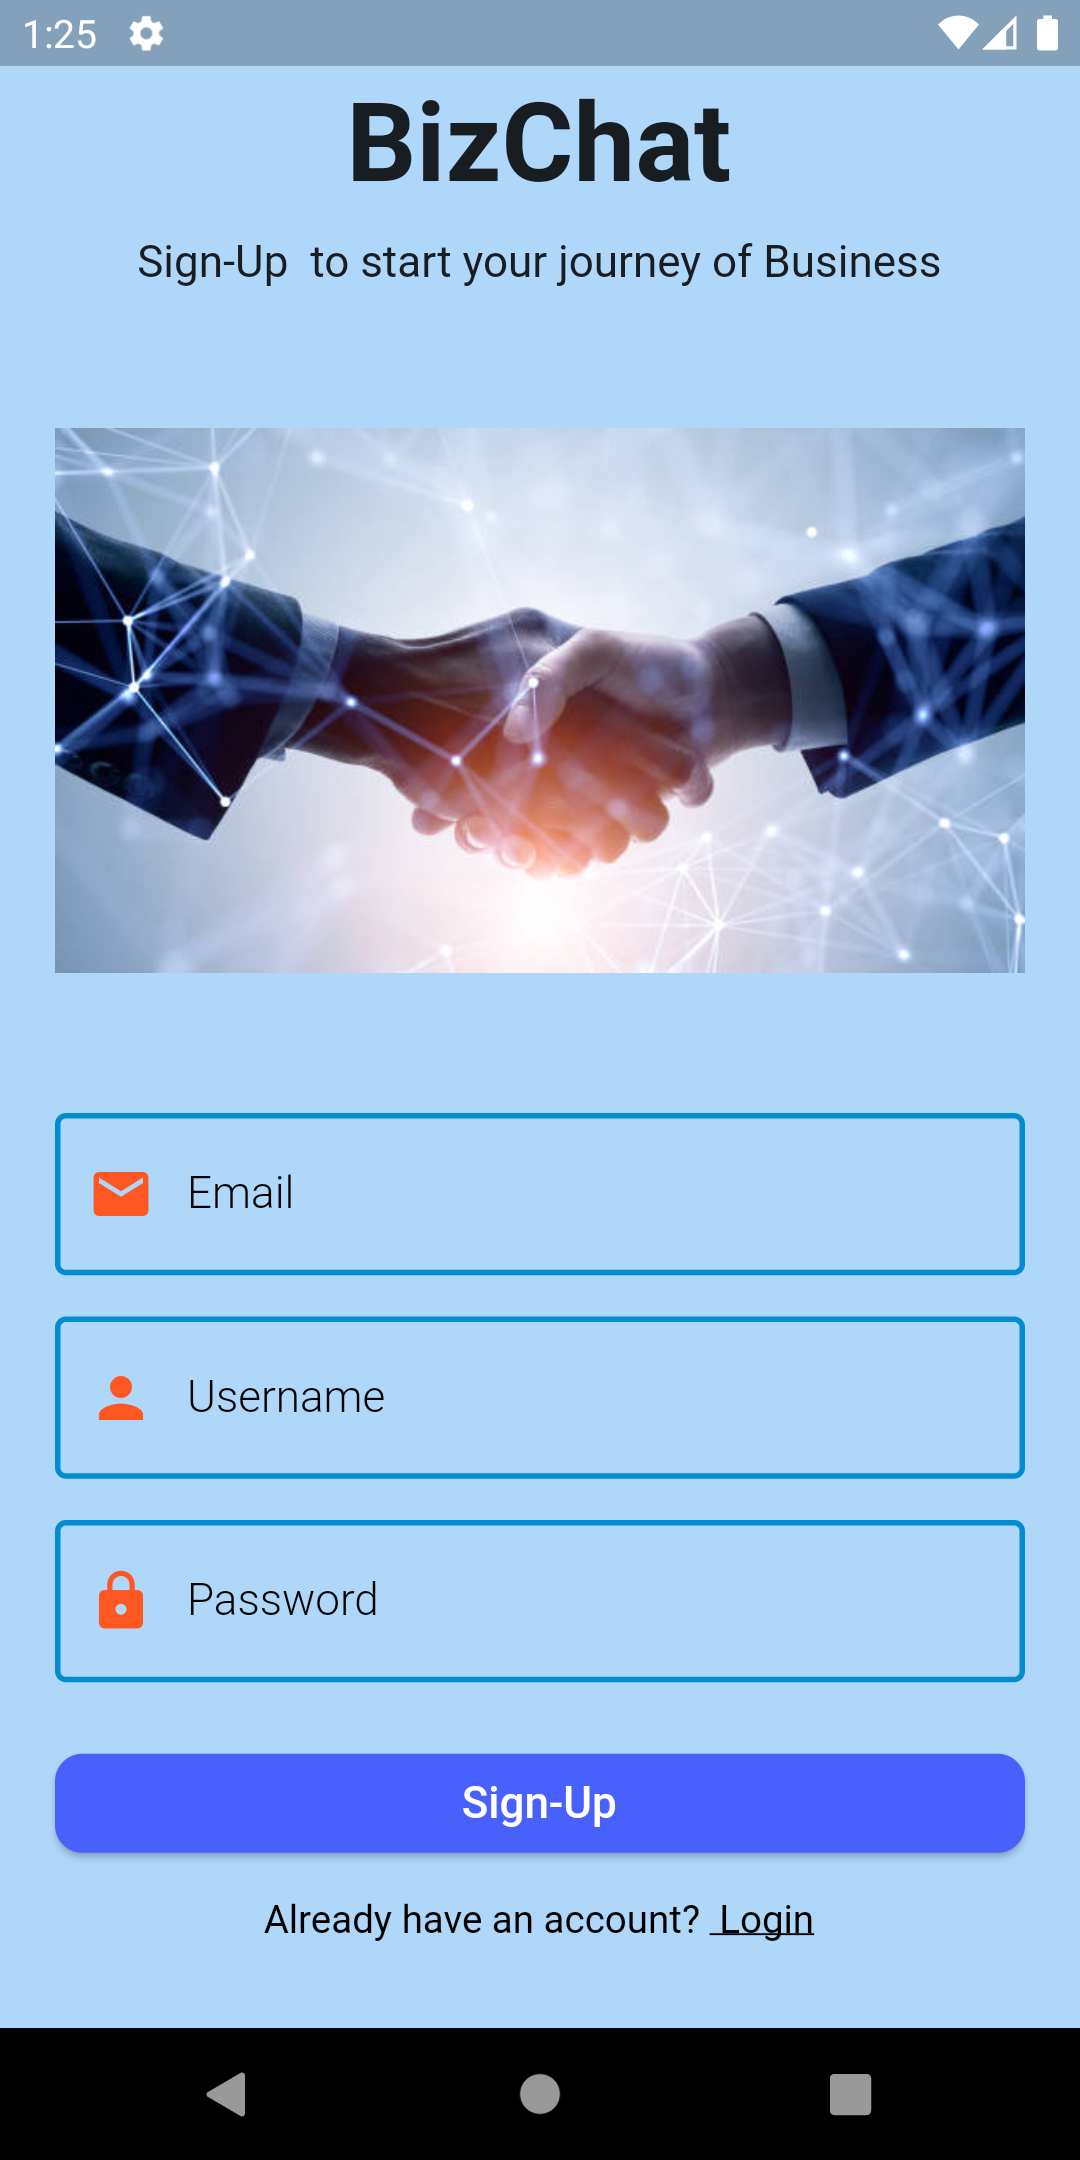 1:25
BizChat
Sign-Up  to start your journey of Business
Email
Username
Password
Sign-Up
Already have an account?  Login